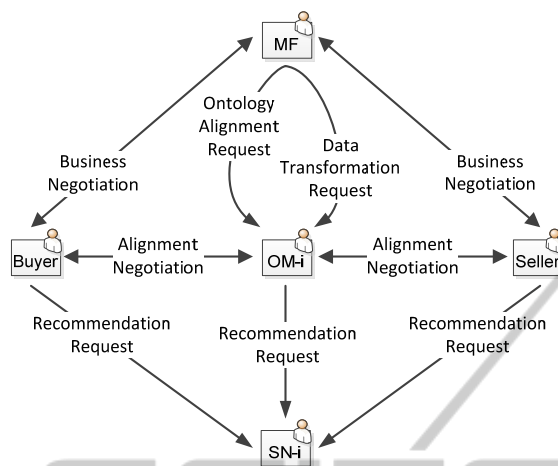 MF
Ontology
Alignment
Request
Data
Transformation
Request
Business
Negotiation
Business
Negotiation
Buyer
Alignment
Negotiation
OM-i
Alignment
Negotiation
Seller
Recommendation
Request
Recommendation
Request
Recommendation
Request
SN-i